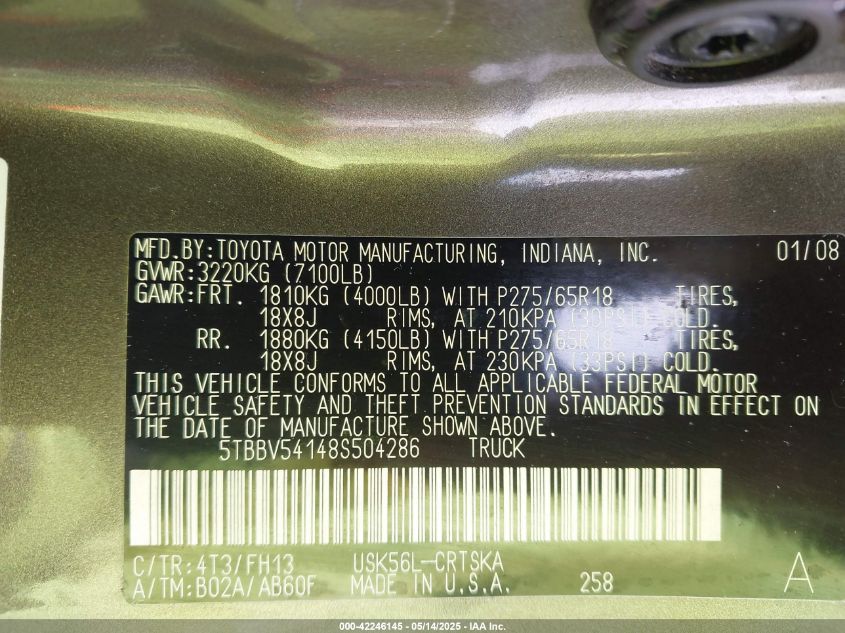 MFD.BY:TOYOTA MOTOR MANUFACTURING, INDIANA, INC. 01/08
GVWR:3220KG (7100LB)
GAWR:FRT. 1810KG (4000LB) WITH P275/65R18 TIRES,
18X8J RIMS, AT 210KPA (30PSI) COLD.
RR. 1880KG (4150LB) WITH P275/65R18 TIRES,
18X8J RIMS, AT 230KPA (33PSI) COLD.
THIS VEHICLE CONFORMS TO ALL APPLICABLE FEDERAL MOTOR
VEHICLE SAFETY AND THEFT PREVENTION STANDARDS IN EFFECT ON
THE DATE OF MANUFACTURE SHOWN ABOVE.
5TBBV54148S504286 TRUCK
C/TR:4T3/FH13 USK56L-CRTSKA
A/TM:B02A/AB60F MADE IN U.S.A. 258 A
000-42246145 - 05/14/2025 - IAA Inc.